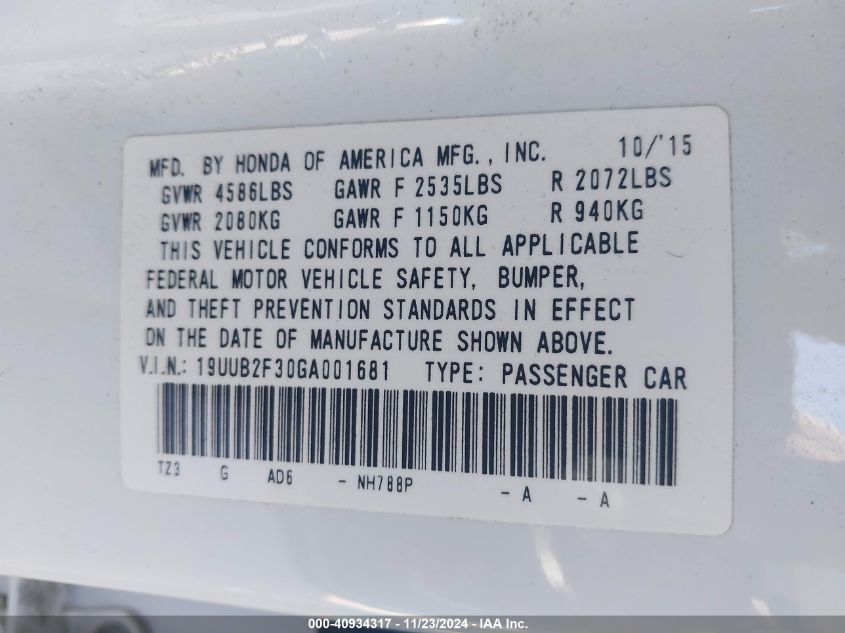 MFD. BY HONDA OF AMERICA MFG., INC. 10/'15
GVWR 4586LBS GAWR F 2535LBS R 2072LBS
GVWR 2080KG GAWR F 1150KG R 940KG
THIS VEHICLE CONFORMS TO ALL APPLICABLE
FEDERAL MOTOR VEHICLE SAFETY, BUMPER,
AND THEFT PREVENTION STANDARDS IN EFFECT
ON THE DATE OF MANUFACTURE SHOWN ABOVE.
V.I.N.: 19UUB2F30GA001681 TYPE: PASSENGER CAR
TZ3 G AD6 - NH788P - A - A
000-40934317 - 11/23/2024 - IAA Inc.